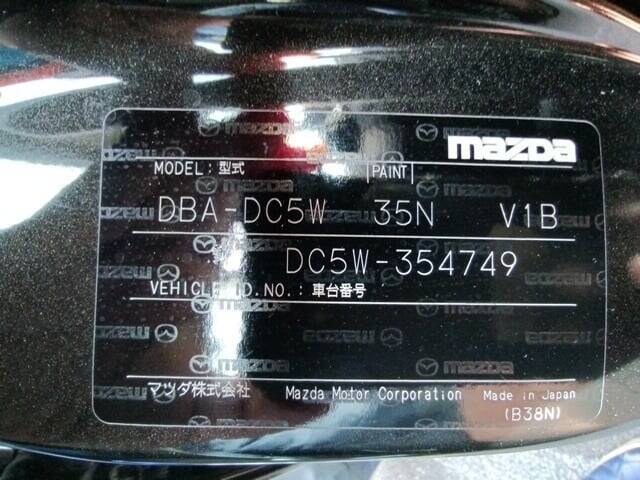 mazda
MODEL:型式 PAINT
DBA-DC5W 35N V1B
DC5W-354749
VEHICLE ID.NO.:車台番号
マツダ株式会社 Mazda Motor Corporation Made in Japan
(B38N)